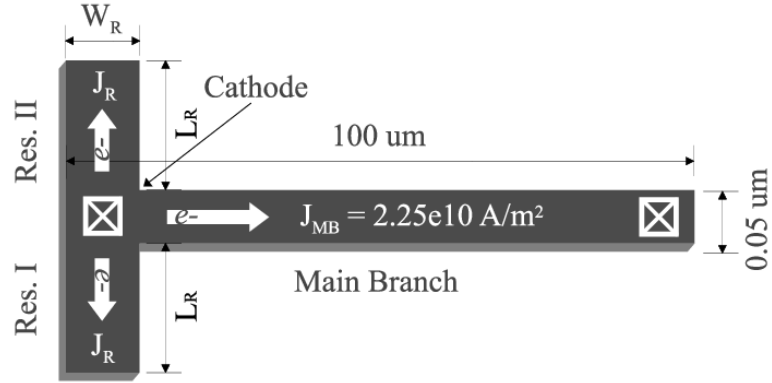 W_R
J_R
Cathode
Res. II
e-
L_R
100 um
e-
J_MB = 2.25e10 A/m²
0.05 um
Res. I
e-
L_R
Main Branch
J_R